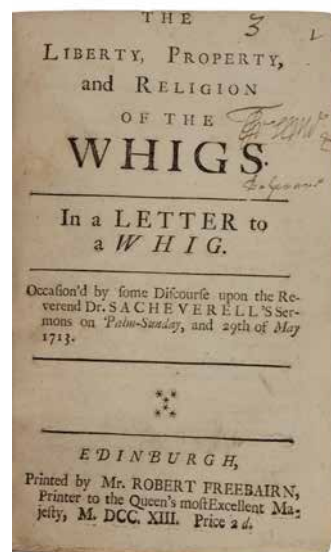 THE
3
LIBERTY, PROPERTY,
and RELIGION
OF THE
WHIGS.
In a LETTER to
a WHIG.
Occasion'd by some Discourse upon the Re-
verend Dr. SACHEVERELL'S Ser-
mons on Palm-Sunday, and 29th of May
1713.
EDINBURGH,
Printed by Mr. ROBERT FREEBAIRN,
Printer to the Queen's most Excellent Ma-
jesty, M. DCC. XIII. Price 2 d.